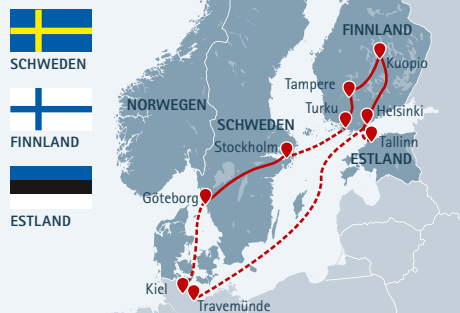 SCHWEDEN
FINNLAND
ESTLAND
FINNLAND
Kuopio
Tampere
NORWEGEN
Turku
Helsinki
SCHWEDEN
Stockholm
Tallinn
ESTLAND
Göteborg
Kiel
Travemünde